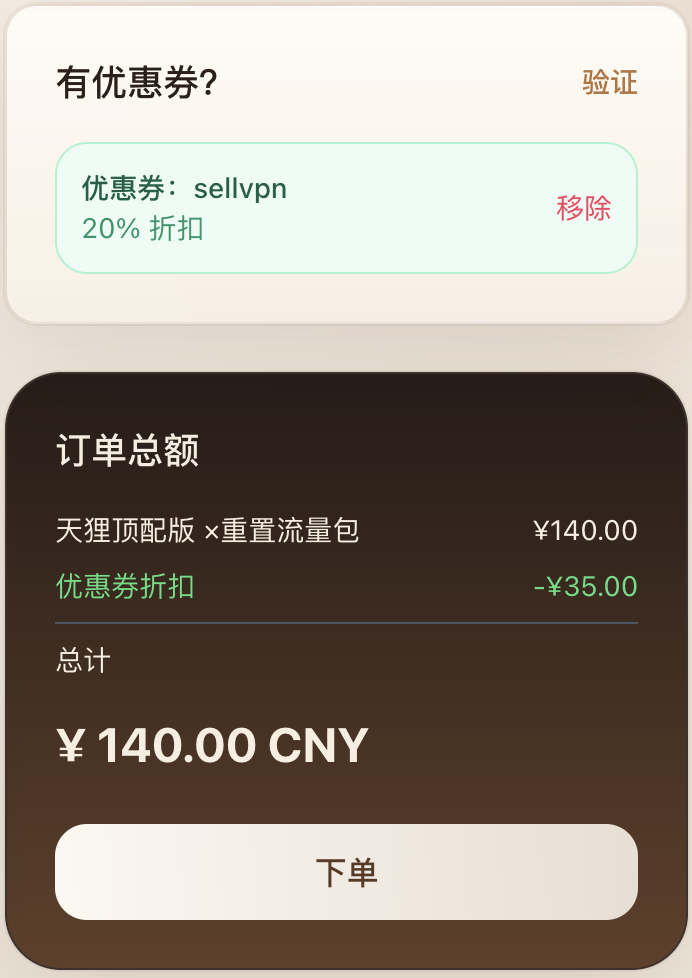 有优惠券?
验证
优惠券：sellvpn
20% 折扣
移除
订单总额
天狸顶配版 ×重置流量包
¥140.00
优惠券折扣
-¥35.00
总计
¥ 140.00 CNY
下单